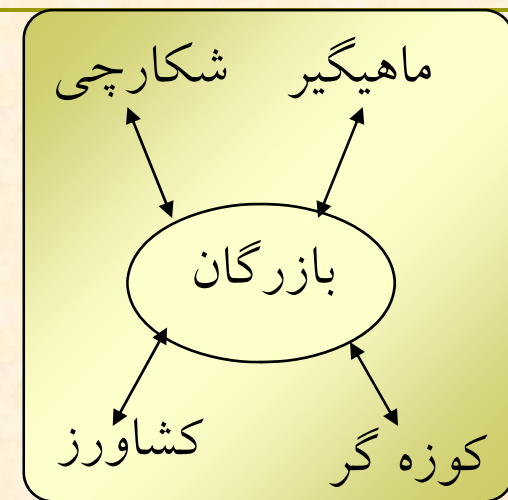 ماهیگیر
شکارچی
بازرگان
کوزه گر
کشاورز